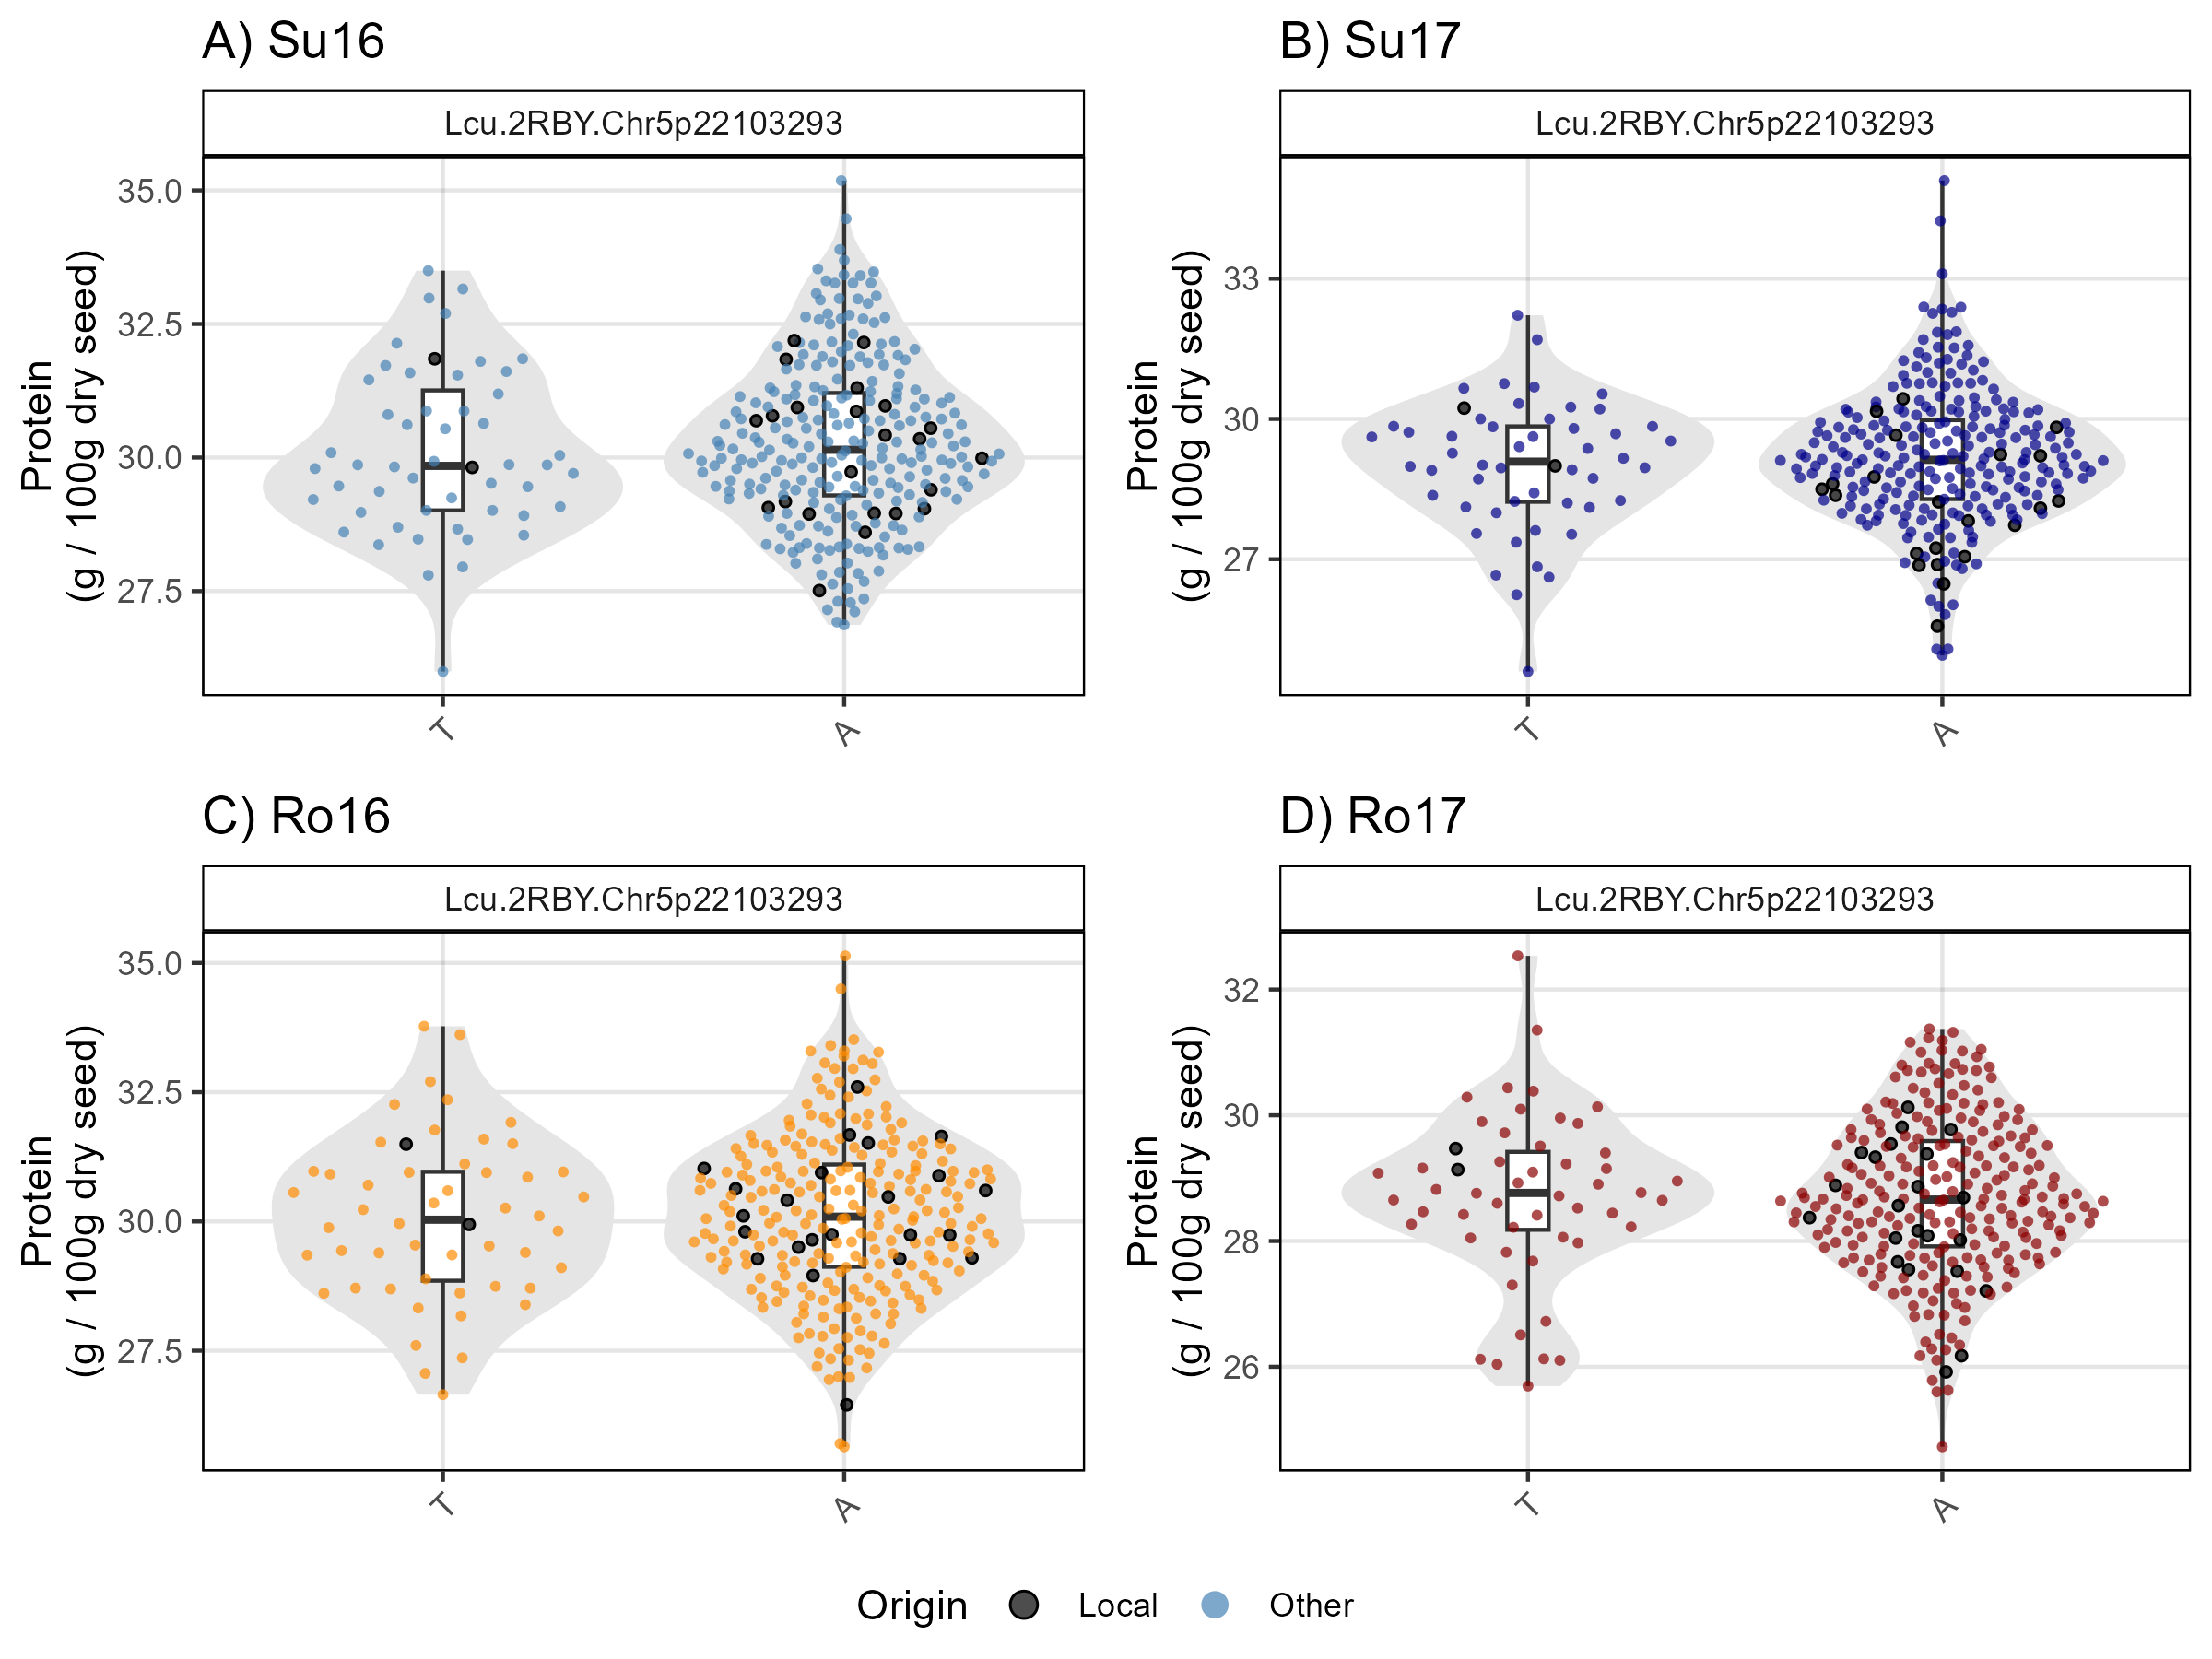 A) Su16
Lcu.2RBY.Chr5p22103293
Protein
(g / 100g dry seed)
35.0
32.5
30.0
27.5
T
A
B) Su17
Lcu.2RBY.Chr5p22103293
Protein
(g / 100g dry seed)
33
30
27
T
A
C) Ro16
Lcu.2RBY.Chr5p22103293
Protein
(g / 100g dry seed)
35.0
32.5
30.0
27.5
T
A
D) Ro17
Lcu.2RBY.Chr5p22103293
Protein
(g / 100g dry seed)
32
30
28
26
T
A
Origin Local Other